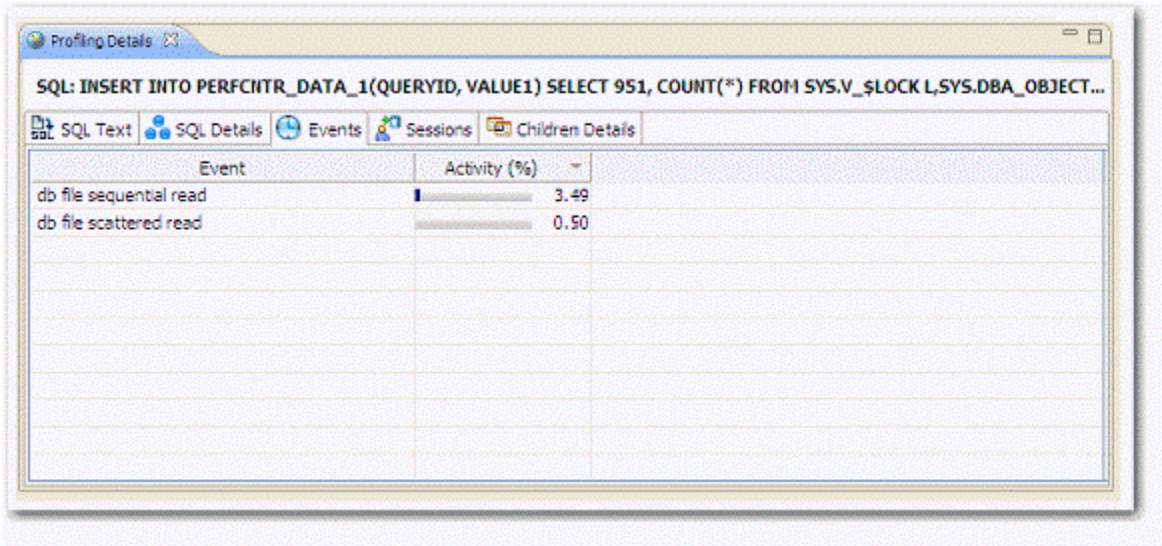 Profiling Details
SQL: INSERT INTO PERFCNTR_DATA_1(QUERYID, VALUE1) SELECT 951, COUNT(*) FROM SYS.V_$LOCK L,SYS.DBA_OBJECT...
SQL Text SQL Details Events Sessions Children Details
Event Activity (%)
db file sequential read 3.49
db file scattered read 0.50